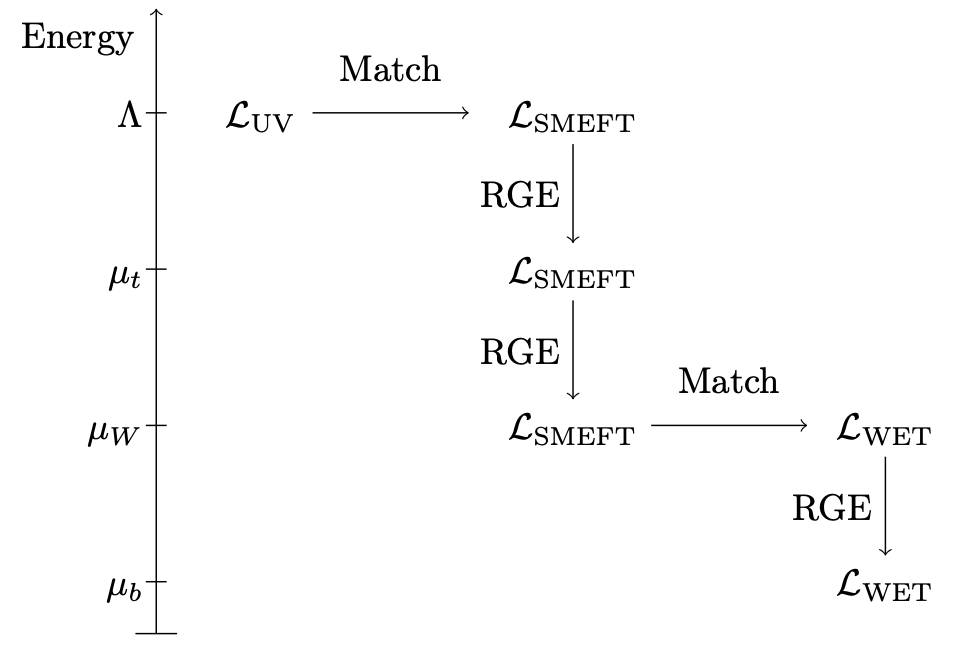 Energy
Match
Λ ℒ_UV ℒ_SMEFT
RGE
μ_t ℒ_SMEFT
RGE
Match
μ_W ℒ_SMEFT ℒ_WET
RGE
μ_b ℒ_WET